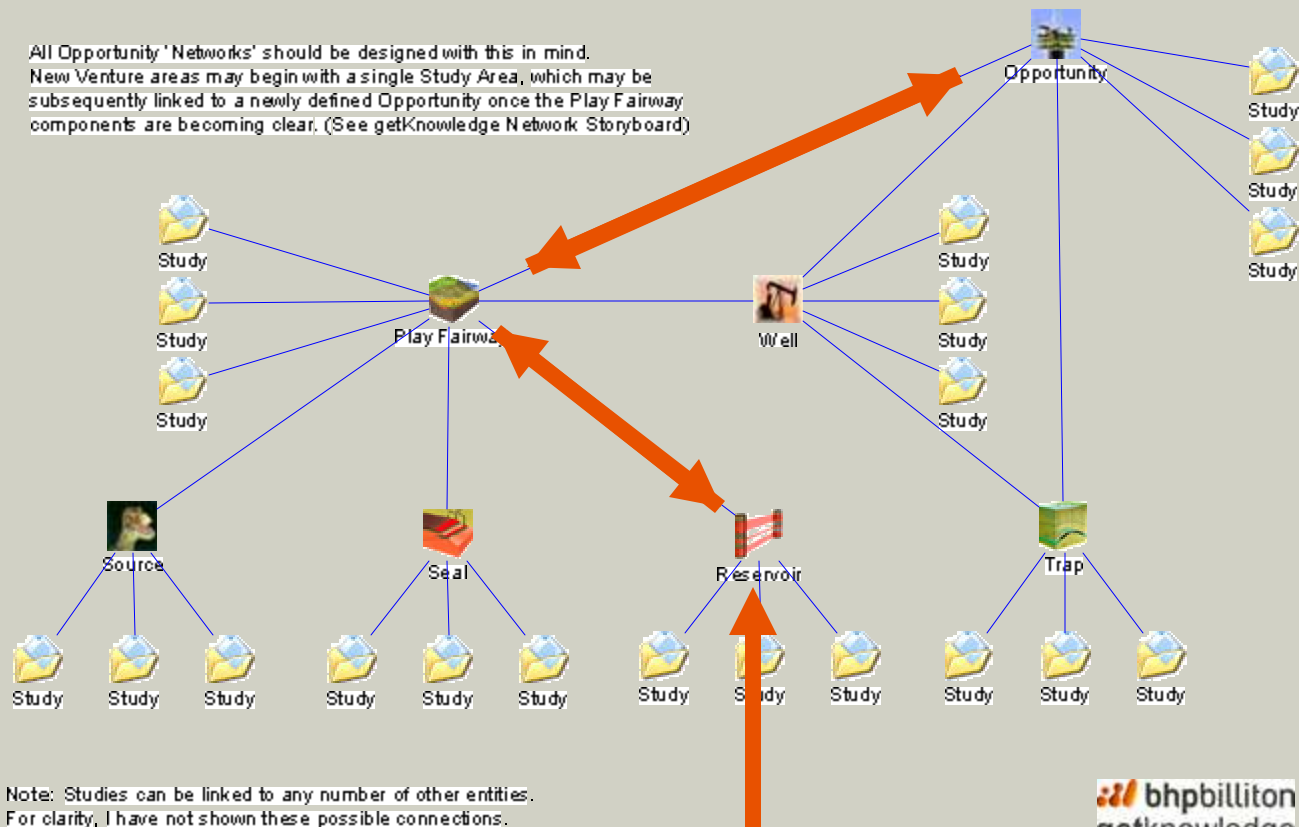 All Opportunity 'Networks' should be designed with this in mind.
New Venture areas may begin with a single Study Area, which may be
subsequently linked to a newly defined Opportunity once the Play Fairway
components are becoming clear. (See getKnowledge Network Storyboard)
Opportunity
Study
Study
Study
Study
Study
Study
Play Fairway
Well
Study
Study
Study
Source
Seal
Reservoir
Trap
Study
Study
Study
Study
Study
Study
Study
Study
Study
Study
Study
Study
Note: Studies can be linked to any number of other entities.
For clarity, I have not shown these possible connections.
bhpbilliton
getknowledge